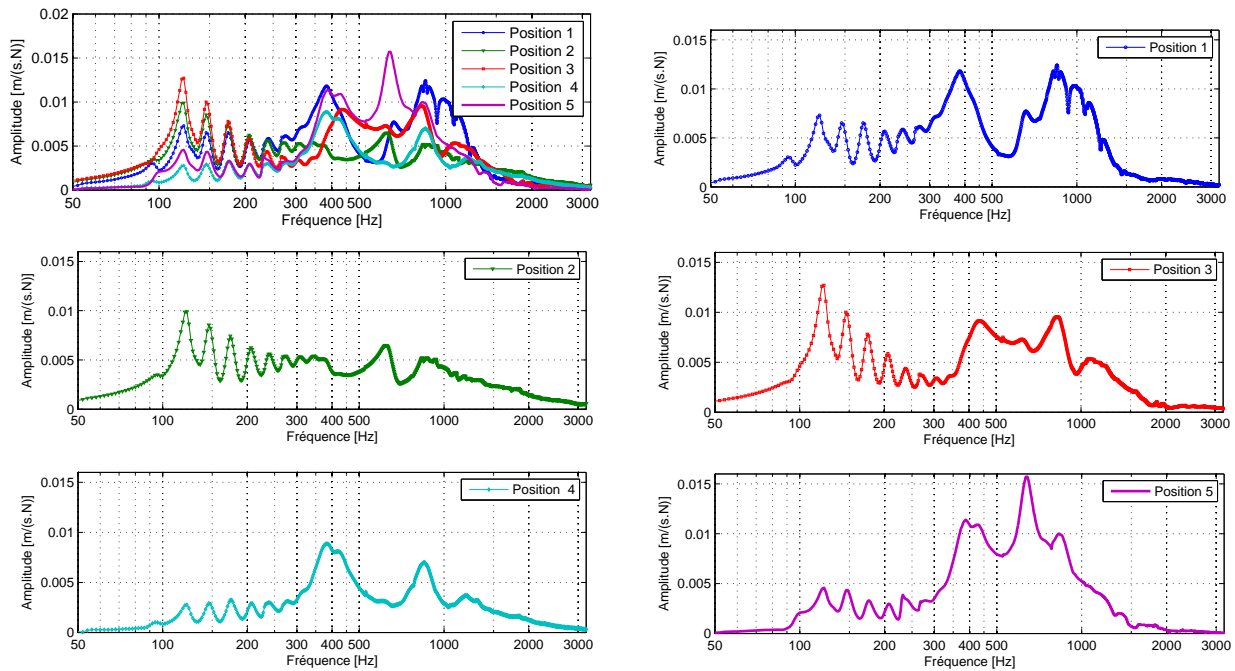 Amplitude [m/(s.N)]
0.02
0.015
0.01
0.005
0
50 100 200 300 400 500 1000 2000 3000
Fréquence [Hz]
Position 1
Position 2
Position 3
Position 4
Position 5
Amplitude [m/(s.N)]
0.015
0.01
0.005
0
50 100 200 300 400 500 1000 2000 3000
Fréquence [Hz]
Position 1
Amplitude [m/(s.N)]
0.015
0.01
0.005
0
50 100 200 300 400 500 1000 2000 3000
Fréquence [Hz]
Position 2
Amplitude [m/(s.N)]
0.015
0.01
0.005
0
50 100 200 300 400 500 1000 2000 3000
Fréquence [Hz]
Position 3
Amplitude [m/(s.N)]
0.015
0.01
0.005
0
50 100 200 300 400 500 1000 2000 3000
Fréquence [Hz]
Position 4
Amplitude [m/(s.N)]
0.015
0.01
0.005
0
50 100 200 300 400 500 1000 2000 3000
Fréquence [Hz]
Position 5